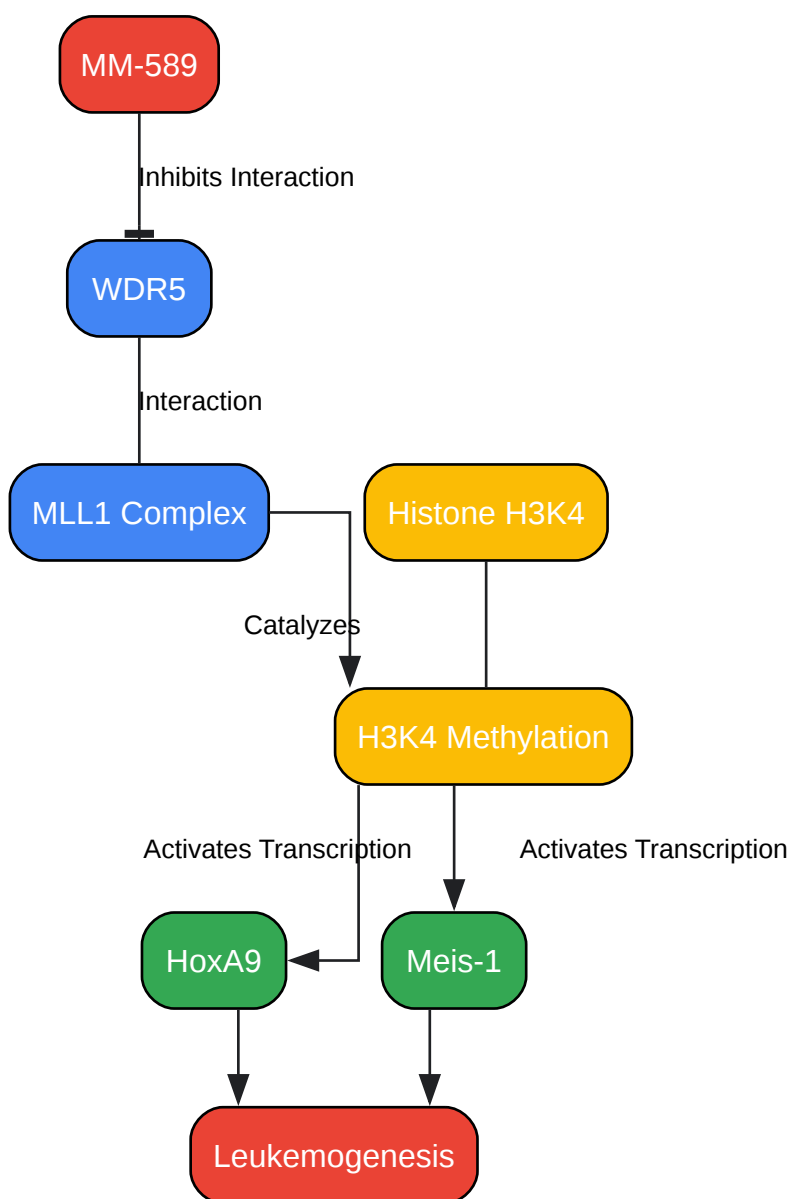 MM-589
Inhibits Interaction
WDR5
Interaction
MLL1 Complex
Histone H3K4
Catalyzes
H3K4 Methylation
Activates Transcription
Activates Transcription
HoxA9
Meis-1
Leukemogenesis